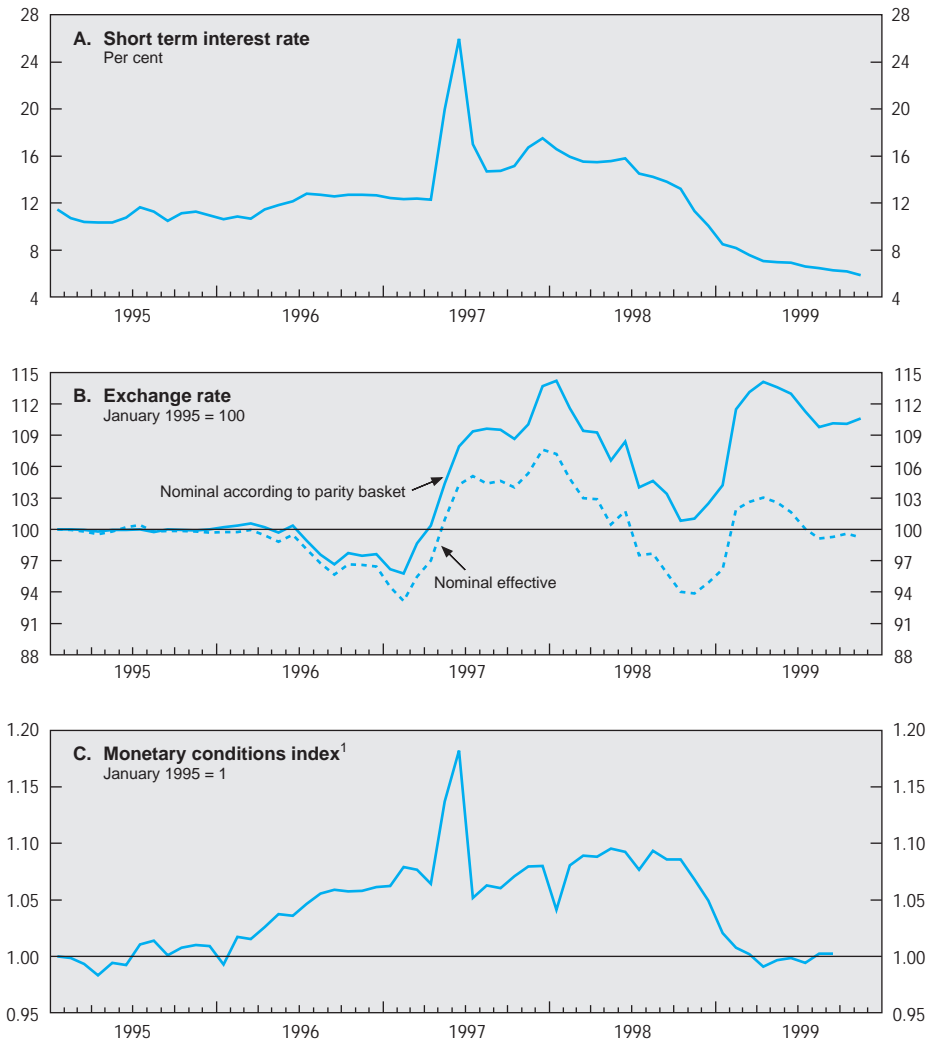 A. Short term interest rate
Per cent
28 28
24 24
20 20
16 16
12 12
8 8
4 4
1995 1996 1997 1998 1999
B. Exchange rate
January 1995 = 100
115 115
112 112
109 109
106 106
Nominal according to parity basket
103 103
100 100
97 97
Nominal effective
94 94
91 91
88 88
1995 1996 1997 1998 1999
C. Monetary conditions index1
January 1995 = 1
1.20 1.20
1.15 1.15
1.10 1.10
1.05 1.05
1.00 1.00
0.95 0.95
1995 1996 1997 1998 1999